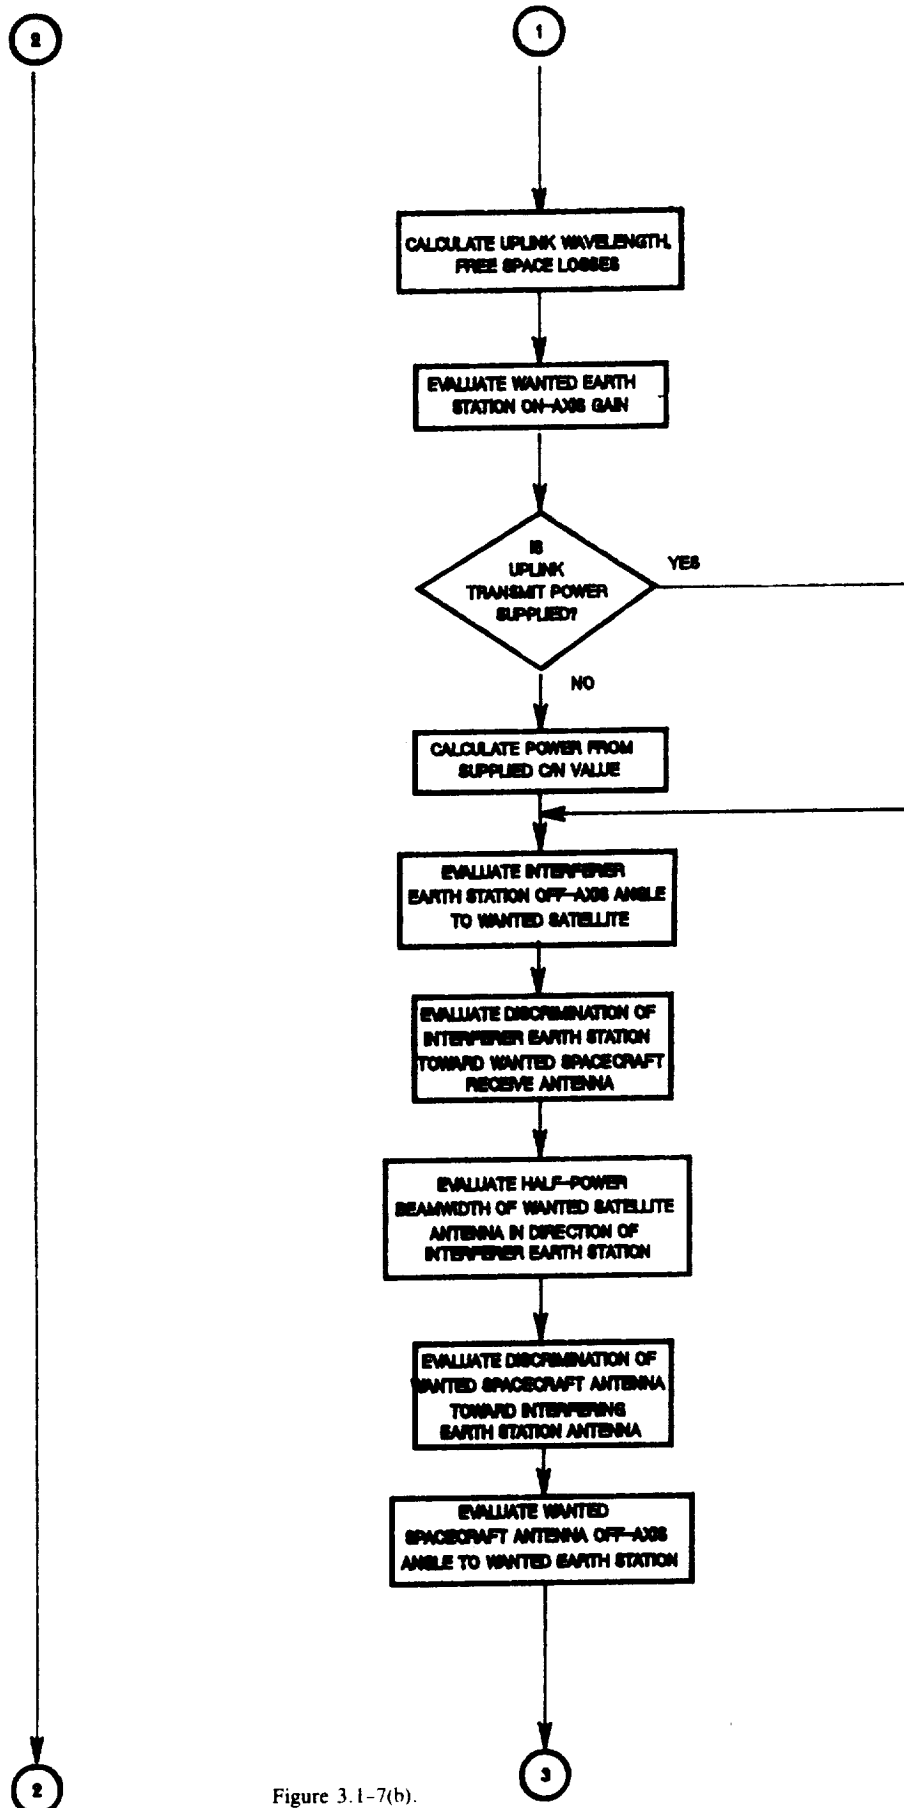 2
1
CALCULATE UPLINK WAVELENGTH,
FREE SPACE LOSSES
EVALUATE WANTED EARTH
STATION ON-AXIS GAIN
IS
UPLINK
TRANSMIT POWER
SUPPLIED?
YES
NO
CALCULATE POWER FROM
SUPPLIED C/N VALUE
EVALUATE INTERFERER
EARTH STATION OFF-AXIS ANGLE
TO WANTED SATELLITE
EVALUATE DISCRIMINATION OF
INTERFERER EARTH STATION
TOWARD WANTED SPACECRAFT
RECEIVE ANTENNA
EVALUATE HALF-POWER
BEAMWIDTH OF WANTED SATELLITE
ANTENNA IN DIRECTION OF
INTERFERER EARTH STATION
EVALUATE DISCRIMINATION OF
WANTED SPACECRAFT ANTENNA
TOWARD INTERFERING
EARTH STATION ANTENNA
EVALUATE WANTED
SPACECRAFT ANTENNA OFF-AXIS
ANGLE TO WANTED EARTH STATION
2
3
Figure 3.1-7(b).